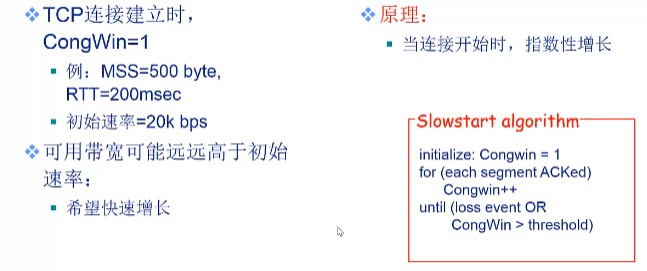 TCP连接建立时，
CongWin=1
例：MSS=500 byte,
RTT=200msec
初始速率=20k bps
可用带宽可能远远高于初始
速率：
希望快速增长
原理：
当连接开始时，指数性增长
Slowstart algorithm
initialize: Congwin = 1
for (each segment ACKed)
Congwin++
until (loss event OR
CongWin > threshold)